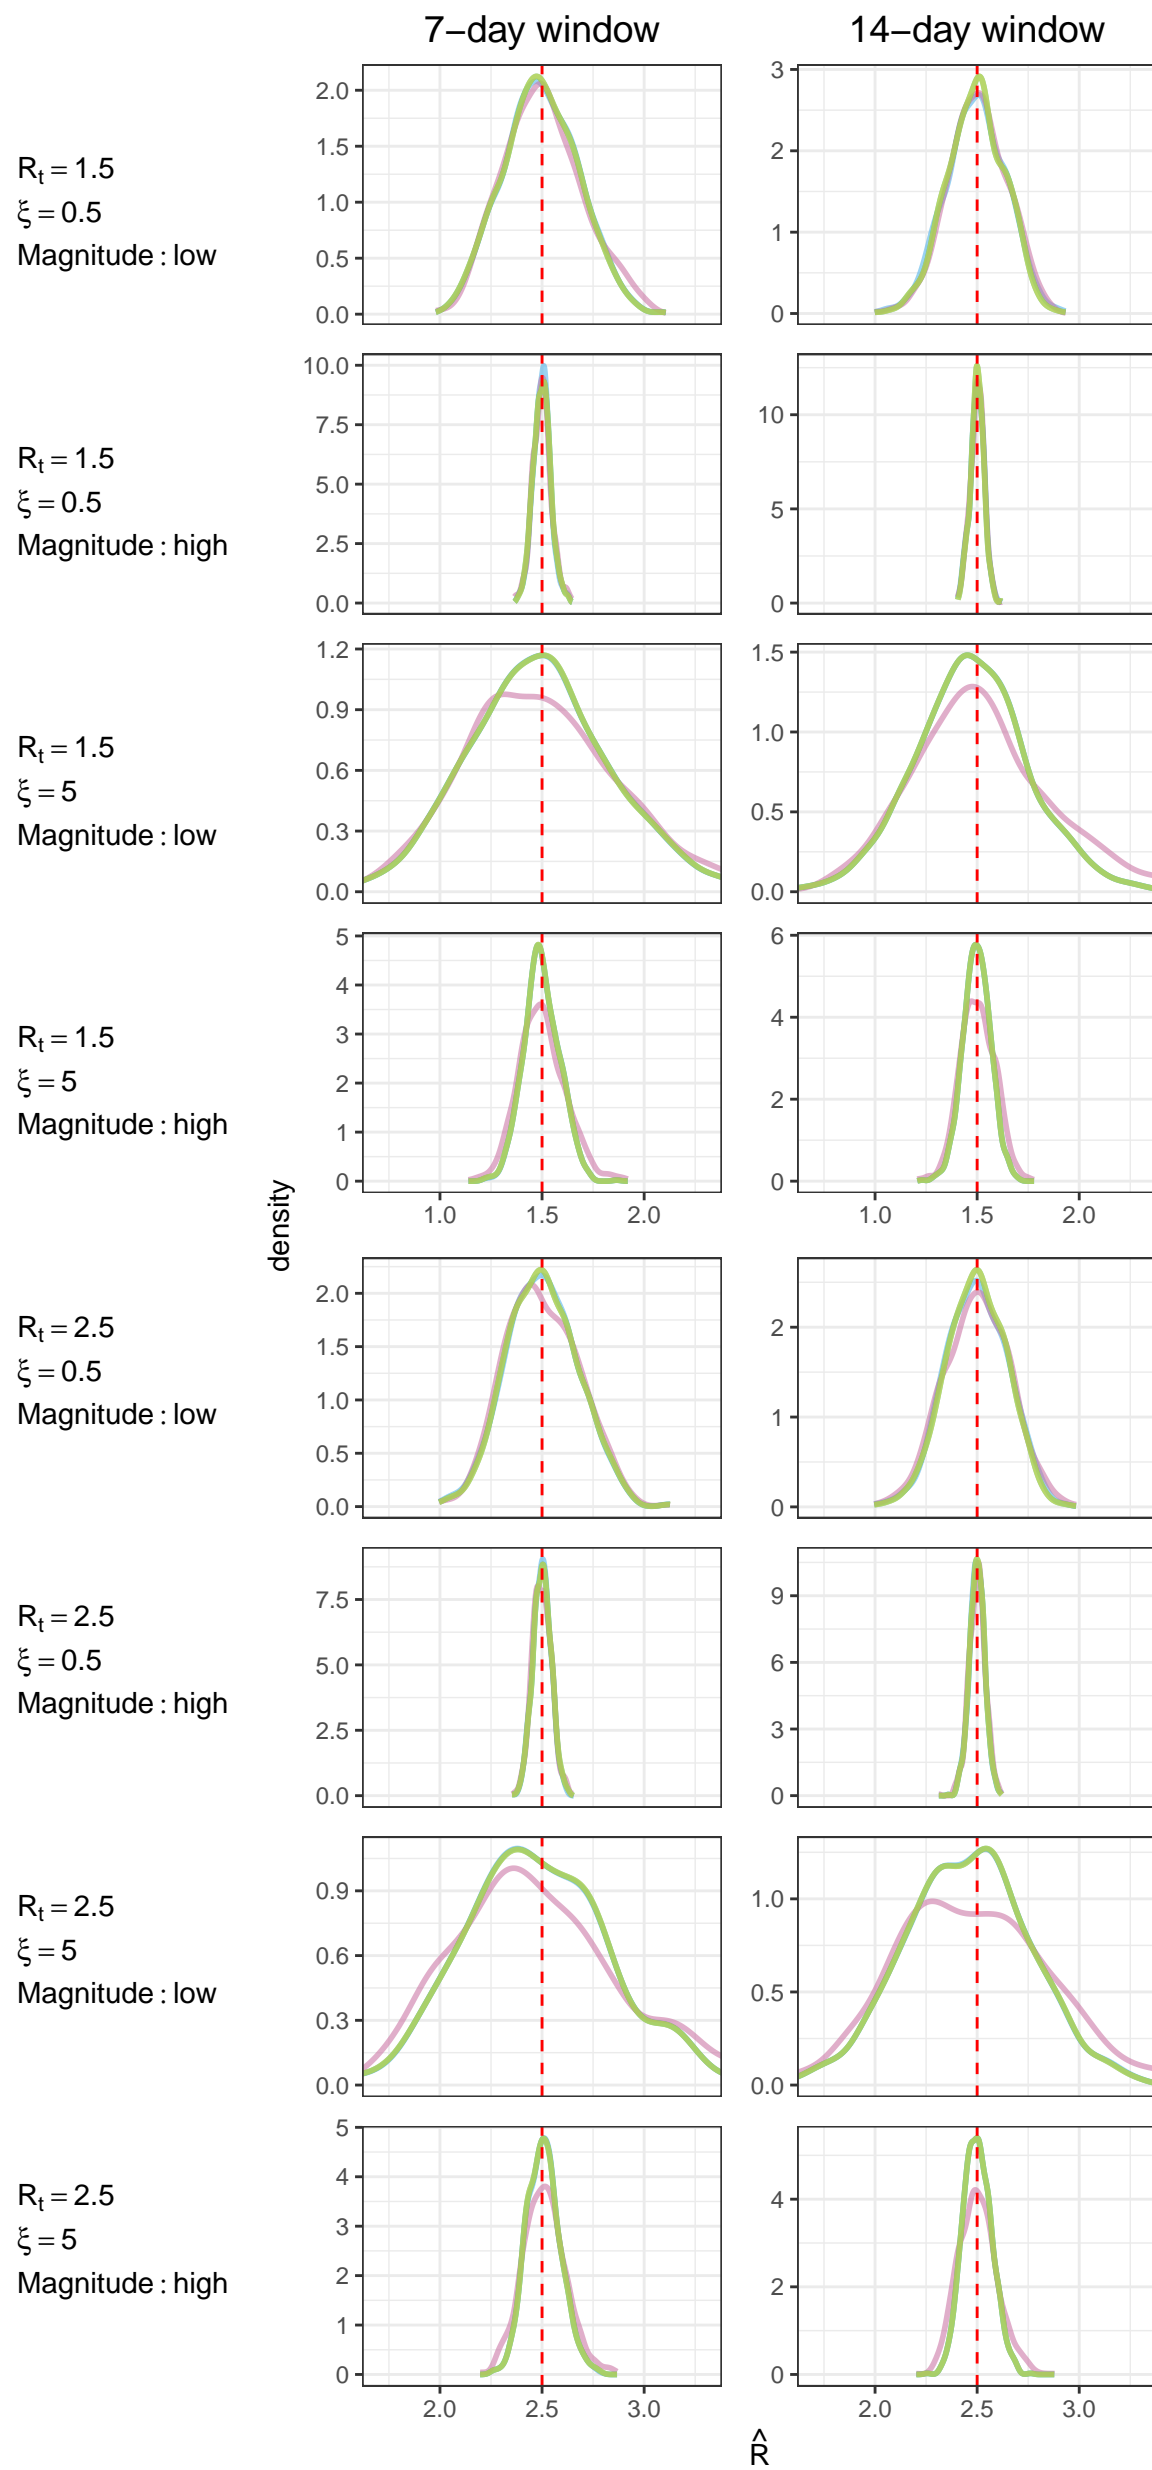 7−day window 14−day window
Rt = 1.5
ξ = 0.5
Magnitude : low
2.0
1.5
1.0
0.5
0.0
3
2
1
0
Rt = 1.5
ξ = 0.5
Magnitude : high
10.0
7.5
5.0
2.5
0.0
10
5
0
Rt = 1.5
ξ = 5
Magnitude : low
1.2
0.9
0.6
0.3
0.0
1.5
1.0
0.5
0.0
Rt = 1.5
ξ = 5
Magnitude : high
5
4
3
2
1
0
6
4
2
0
1.0 1.5 2.0
1.0 1.5 2.0
density
Rt = 2.5
ξ = 0.5
Magnitude : low
2.0
1.5
1.0
0.5
0.0
2
1
0
Rt = 2.5
ξ = 0.5
Magnitude : high
7.5
5.0
2.5
0.0
9
6
3
0
Rt = 2.5
ξ = 5
Magnitude : low
0.9
0.6
0.3
0.0
1.0
0.5
0.0
Rt = 2.5
ξ = 5
Magnitude : high
5
4
3
2
1
0
4
2
0
2.0 2.5 3.0
2.0 2.5 3.0
R̂